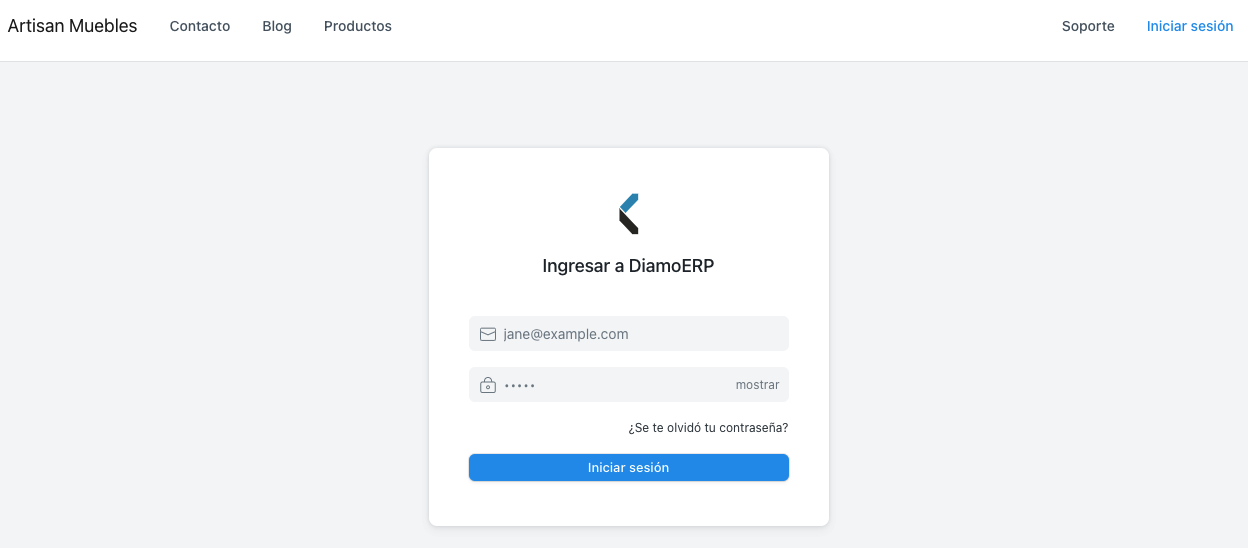 Artisan Muebles Contacto Blog Productos Soporte Iniciar sesión
Ingresar a DiamoERP
jane@example.com
••••• mostrar
¿Se te olvidó tu contraseña?
Iniciar sesión